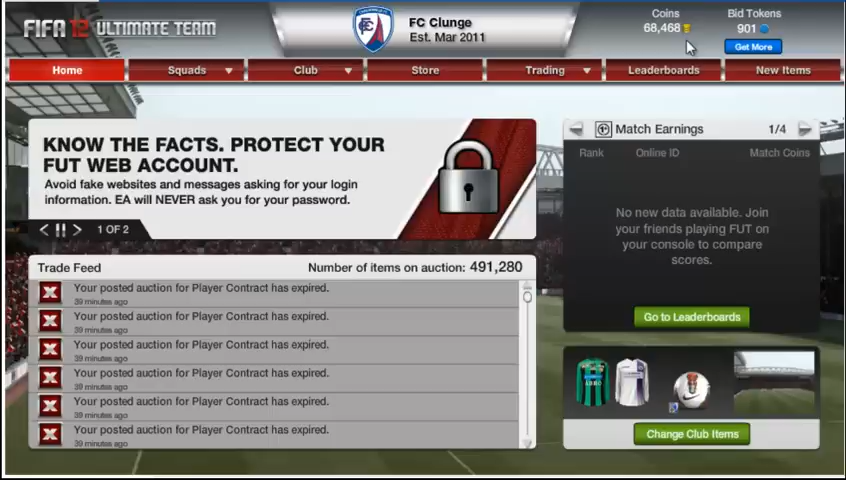 FIFA 12 ULTIMATE TEAM
FC Clunge
Est. Mar 2011
Coins
68,468
Bid Tokens
901
Get More
Home
Squads
Club
Store
Trading
Leaderboards
New Items
KNOW THE FACTS. PROTECT YOUR
FUT WEB ACCOUNT.
Avoid fake websites and messages asking for your login
information. EA will NEVER ask you for your password.
1 OF 2
Match Earnings
1/4
Rank
Online ID
Match Coins
No new data available. Join
your friends playing FUT on
your console to compare
scores.
Go to Leaderboards
Trade Feed
Number of items on auction: 491,280
Your posted auction for Player Contract has expired.
39 minutes ago
Your posted auction for Player Contract has expired.
39 minutes ago
Your posted auction for Player Contract has expired.
39 minutes ago
Your posted auction for Player Contract has expired.
39 minutes ago
Your posted auction for Player Contract has expired.
39 minutes ago
Your posted auction for Player Contract has expired.
39 minutes ago
Change Club Items